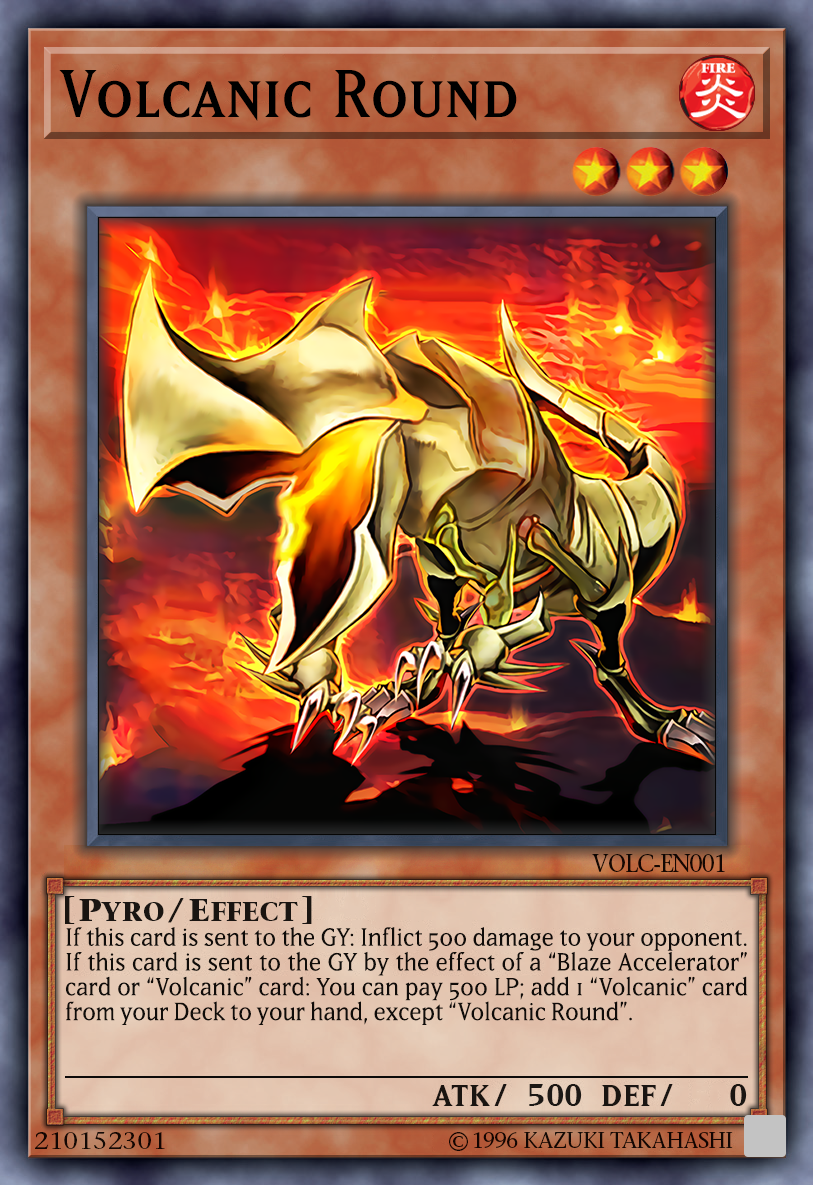 Volcanic Round
FIRE
炎
VOLC-EN001
[Pyro/Effect]
If this card is sent to the GY: Inflict 500 damage to your opponent.
If this card is sent to the GY by the effect of a “Blaze Accelerator”
card or “Volcanic” card: You can pay 500 LP; add 1 “Volcanic” card
from your Deck to your hand, except “Volcanic Round”.
ATK/ 500 DEF/ 0
210152301
© 1996 KAZUKI TAKAHASHI